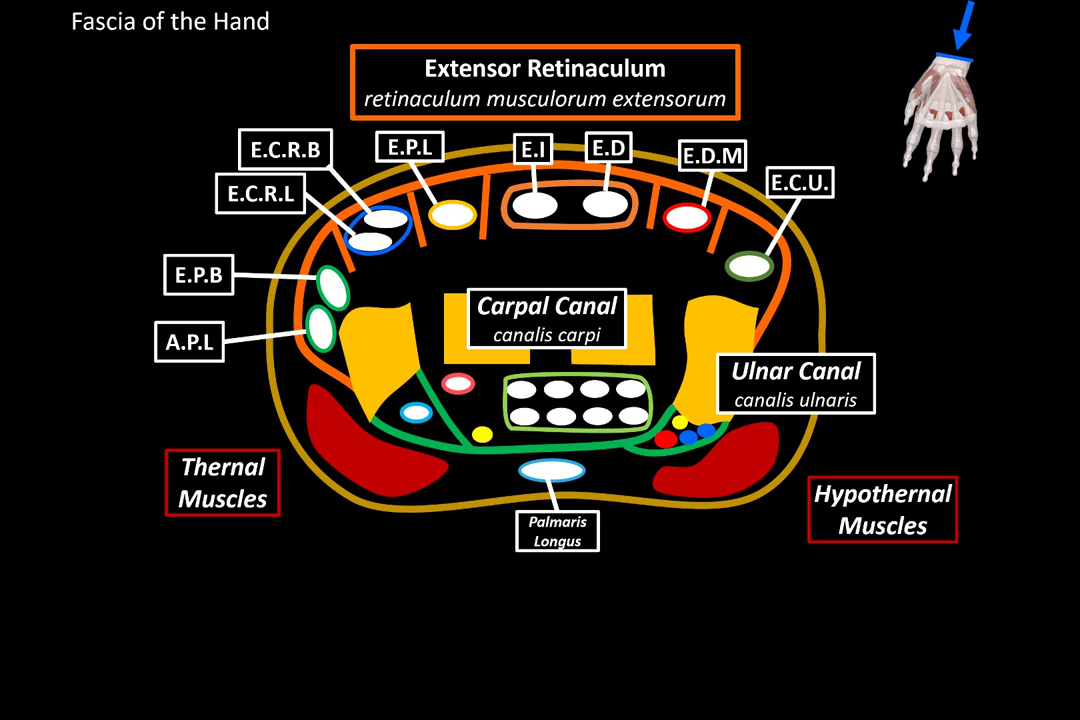 Fascia of the Hand
Extensor Retinaculum
retinaculum musculorum extensorum
E.C.R.B
E.P.L
E.I
E.D
E.D.M
E.C.R.L
E.C.U.
E.P.B
A.P.L
Carpal Canal
canalis carpi
Ulnar Canal
canalis ulnaris
Thernal
Muscles
Hypothernal
Muscles
Palmaris
Longus